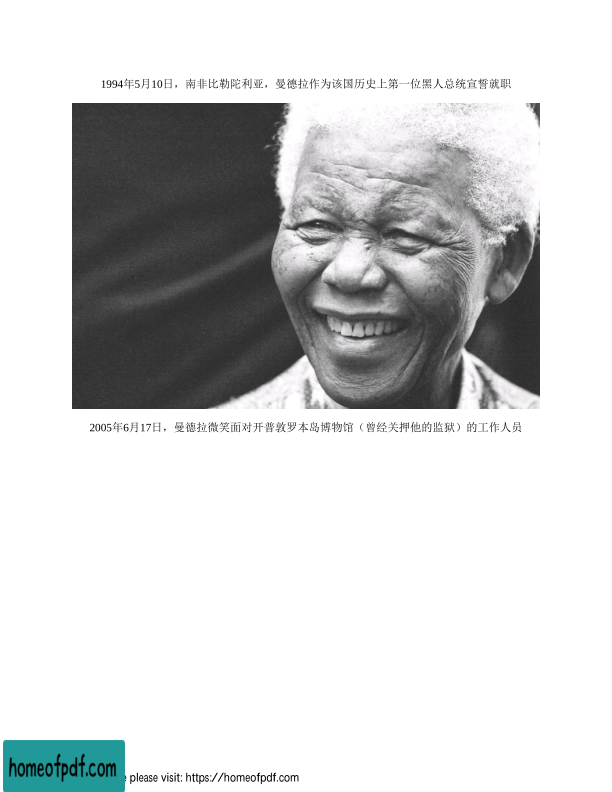 1994年5月10日，南非比勒陀利亚，曼德拉作为该国历史上第一位黑人总统宣誓就职
2005年6月17日，曼德拉微笑面对开普敦罗本岛博物馆（曾经关押他的监狱）的工作人员
homeofpdf.com
please visit: https://homeofpdf.com